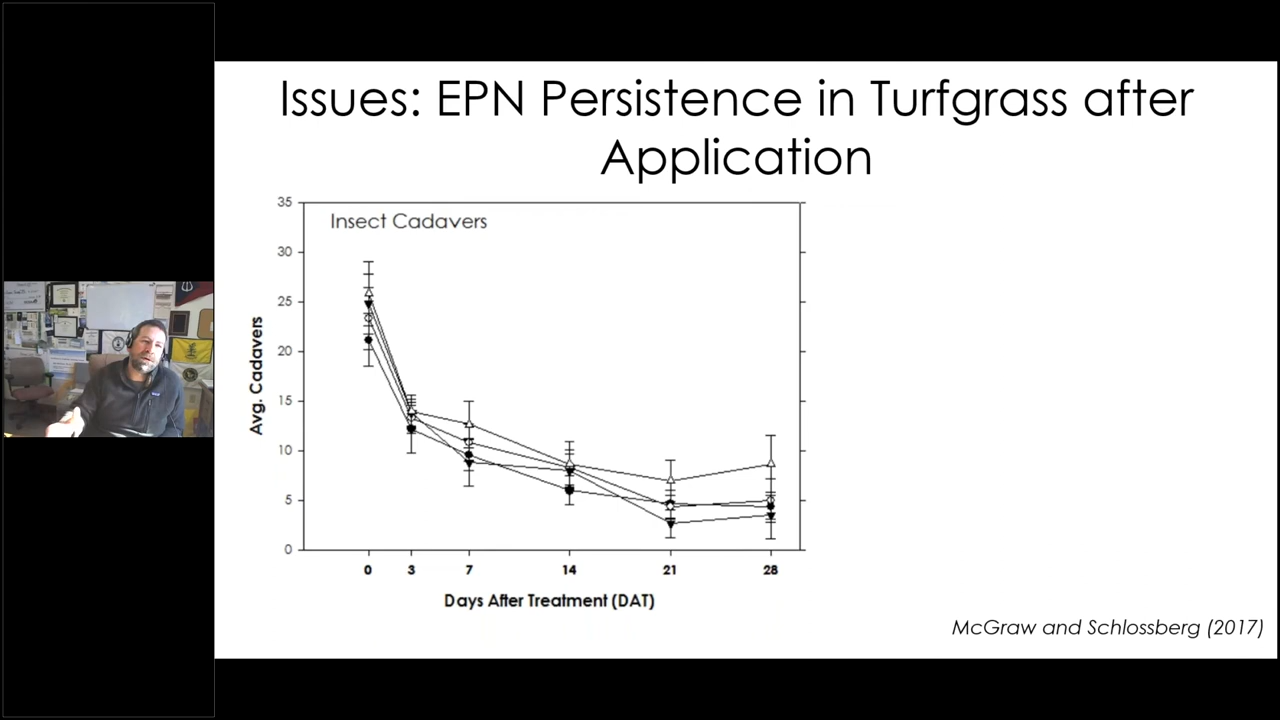 Issues: EPN Persistence in Turfgrass after
Application
Insect Cadavers
Avg. Cadavers
35
30
25
20
15
10
5
0
0 3 7 14 21 28
Days After Treatment (DAT)
McGraw and Schlossberg (2017)